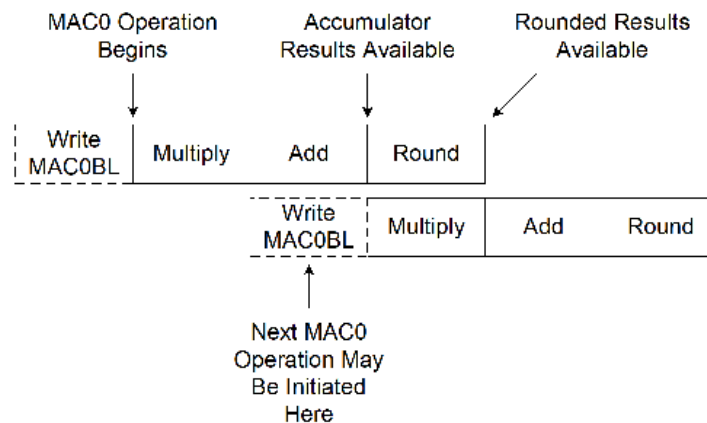 MAC0 Operation
Begins
Accumulator
Results Available
Rounded Results
Available
Write
MAC0BL
Multiply
Add
Round
Write
MAC0BL
Multiply
Add
Round
Next MAC0
Operation May
Be Initiated
Here